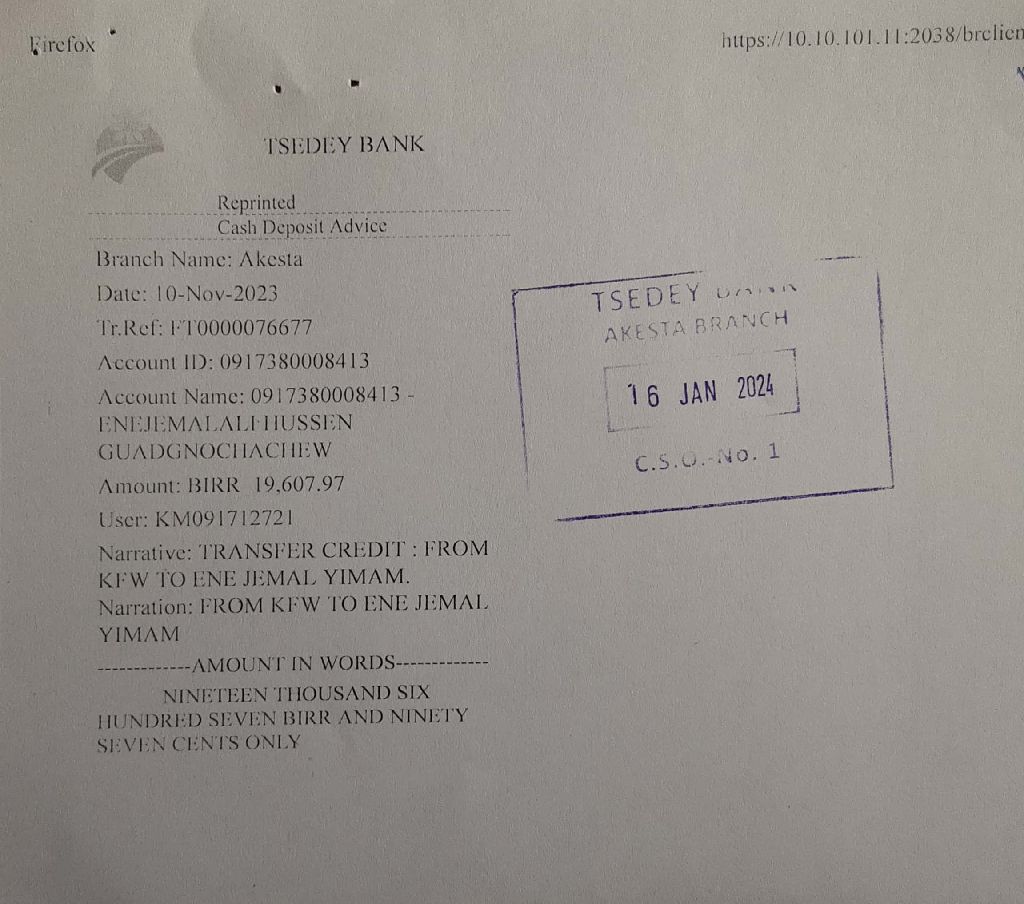 Firefox
https://10.10.101.11:2038/brclien
TSEDEY BANK
Reprinted
Cash Deposit Advice
Branch Name: Akesta
Date: 10-Nov-2023
Tr.Ref: FT0000076677
Account ID: 0917380008413
Account Name: 0917380008413 -
ENEJEMALALI HUSSEN
GUADGNOCHACHEW
Amount: BIRR 19,607.97
User: KM091712721
Narrative: TRANSFER CREDIT : FROM
KFW TO ENE JEMAL YIMAM.
Narration: FROM KFW TO ENE JEMAL
YIMAM
-------------AMOUNT IN WORDS-------------
NINETEEN THOUSAND SIX
HUNDRED SEVEN BIRR AND NINETY
SEVEN CENTS ONLY
TSEDEY BANK
AKESTA BRANCH
16 JAN 2024
C.S.O.-No. 1